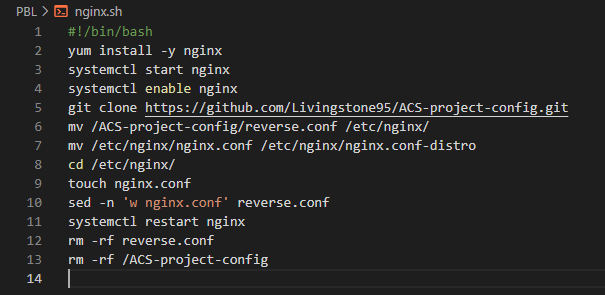 PBL > nginx.sh
1 #!/bin/bash
2 yum install -y nginx
3 systemctl start nginx
4 systemctl enable nginx
5 git clone https://github.com/Livingstone95/ACS-project-config.git
6 mv /ACS-project-config/reverse.conf /etc/nginx/
7 mv /etc/nginx/nginx.conf /etc/nginx/nginx.conf-distro
8 cd /etc/nginx/
9 touch nginx.conf
10 sed -n 'w nginx.conf' reverse.conf
11 systemctl restart nginx
12 rm -rf reverse.conf
13 rm -rf /ACS-project-config
14